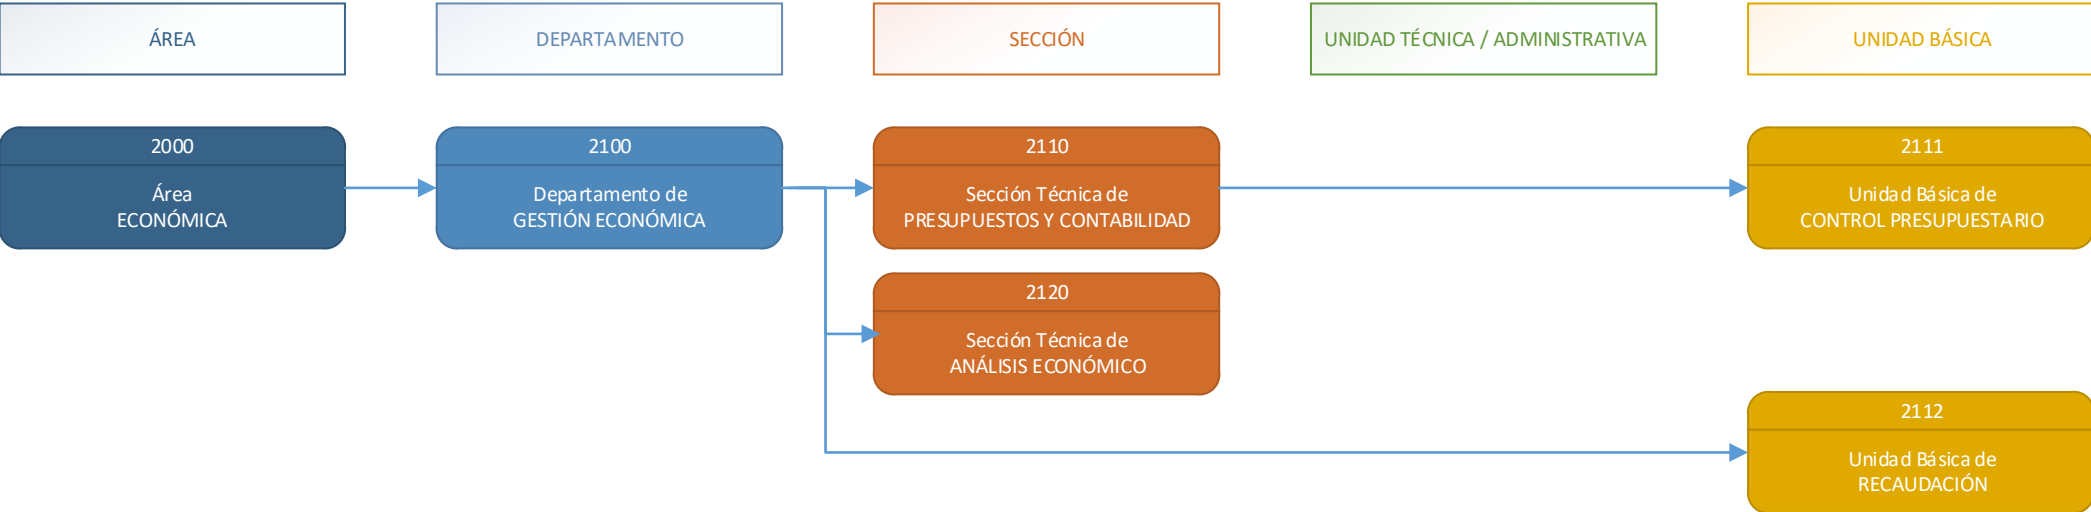 ÁREA
DEPARTAMENTO
SECCIÓN
UNIDAD TÉCNICA / ADMINISTRATIVA
UNIDAD BÁSICA
2000
Área
ECONÓMICA
2100
Departamento de
GESTIÓN ECONÓMICA
2110
Sección Técnica de
PRESUPUESTOS Y CONTABILIDAD
2111
Unidad Básica de
CONTROL PRESUPUESTARIO
2120
Sección Técnica de
ANÁLISIS ECONÓMICO
2112
Unidad Básica de
RECAUDACIÓN